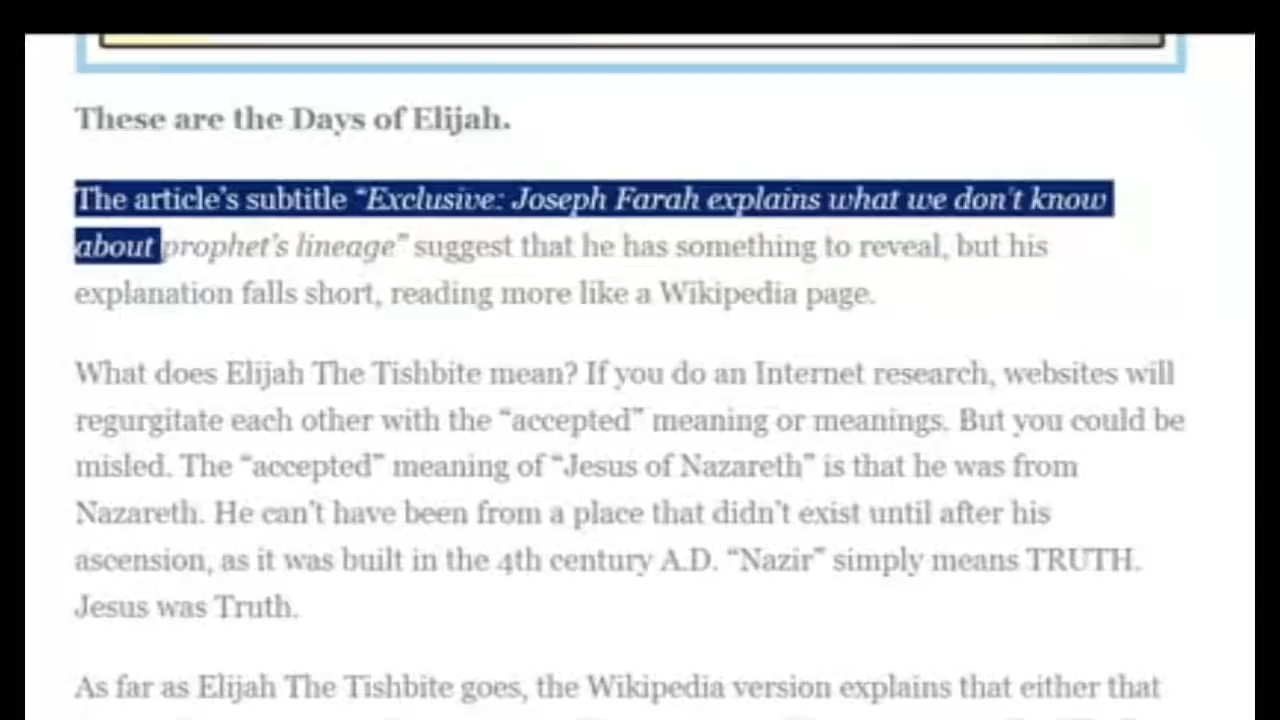 These are the Days of Elijah.
The article's subtitle “Exclusive: Joseph Farah explains what we don't know
about prophet's lineage” suggest that he has something to reveal, but his
explanation falls short, reading more like a Wikipedia page.
What does Elijah The Tishbite mean? If you do an Internet research, websites will
regurgitate each other with the “accepted” meaning or meanings. But you could be
misled. The “accepted” meaning of “Jesus of Nazareth” is that he was from
Nazareth. He can't have been from a place that didn't exist until after his
ascension, as it was built in the 4th century A.D. “Nazir” simply means TRUTH.
Jesus was Truth.
As far as Elijah The Tishbite goes, the Wikipedia version explains that either that